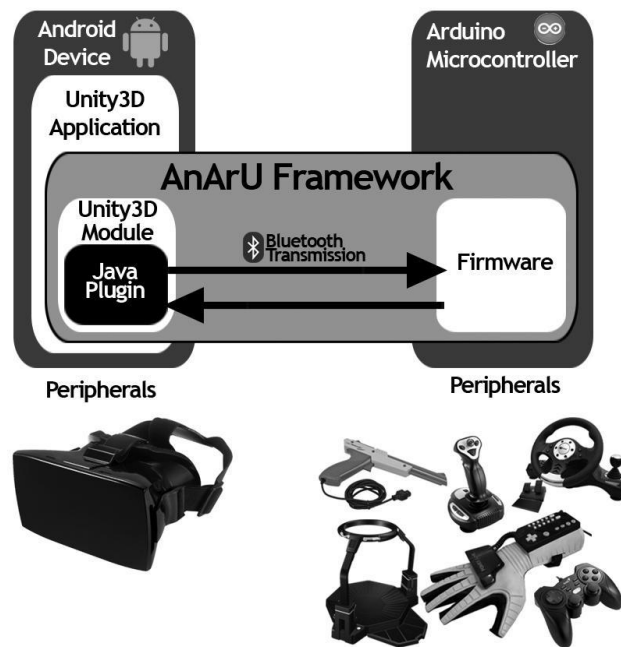 Android
Device
Arduino
Microcontroller
Unity3D
Application
AnArU Framework
Unity3D
Module
Java
Plugin
Bluetooth
Transmission
Firmware
Peripherals
Peripherals